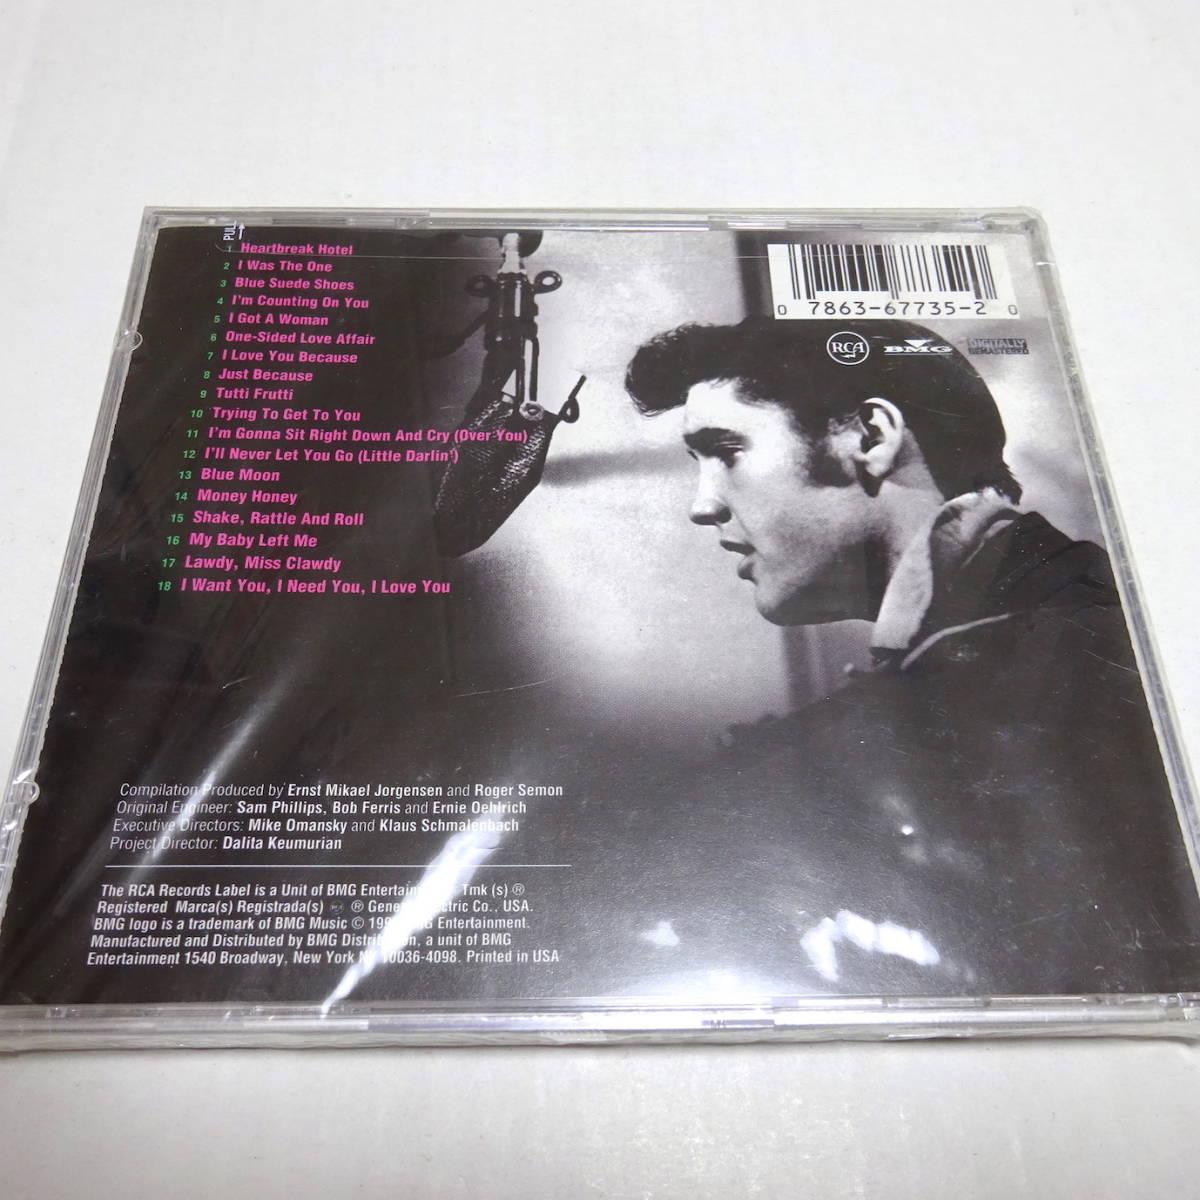 PULL
1 Heartbreak Hotel
2 I Was The One
3 Blue Suede Shoes
4 I'm Counting On You
5 I Got A Woman
6 One-Sided Love Affair
7 I Love You Because
8 Just Because
9 Tutti Frutti
10 Trying To Get To You
11 I'm Gonna Sit Right Down And Cry (Over You)
12 I'll Never Let You Go (Little Darlin')
13 Blue Moon
14 Money Honey
15 Shake, Rattle And Roll
16 My Baby Left Me
17 Lawdy, Miss Clawdy
18 I Want You, I Need You, I Love You
0 7863-67735-2 0
RCA BMG DIGITALLY
REMASTERED
Compilation Produced by Ernst Mikael Jorgensen and Roger Semon
Original Engineer: Sam Phillips, Bob Ferris and Ernie Oehlrich
Executive Directors: Mike Omansky and Klaus Schmalenbach
Project Director: Dalita Keumurian
The RCA Records Label is a Unit of BMG Tmk (s) ®
Registered Marca(s) Registrada(s) ® Co., USA.
BMG logo is a trademark of BMG Music © Entertainment.
Manufactured and Distributed by BMG a unit of BMG
Entertainment 1540 Broadway, New York 10036-4098. Printed in USA